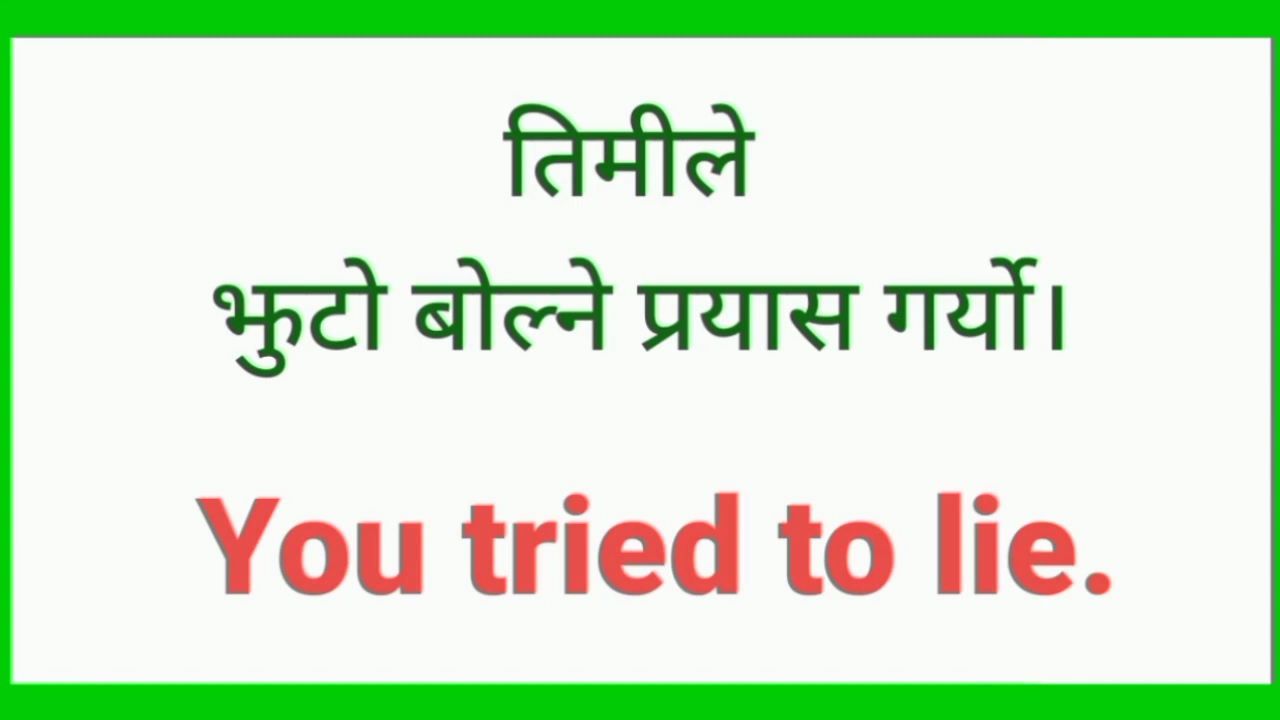 तिमीले
झुटो बोल्ने प्रयास गर्यो।
You tried to lie.